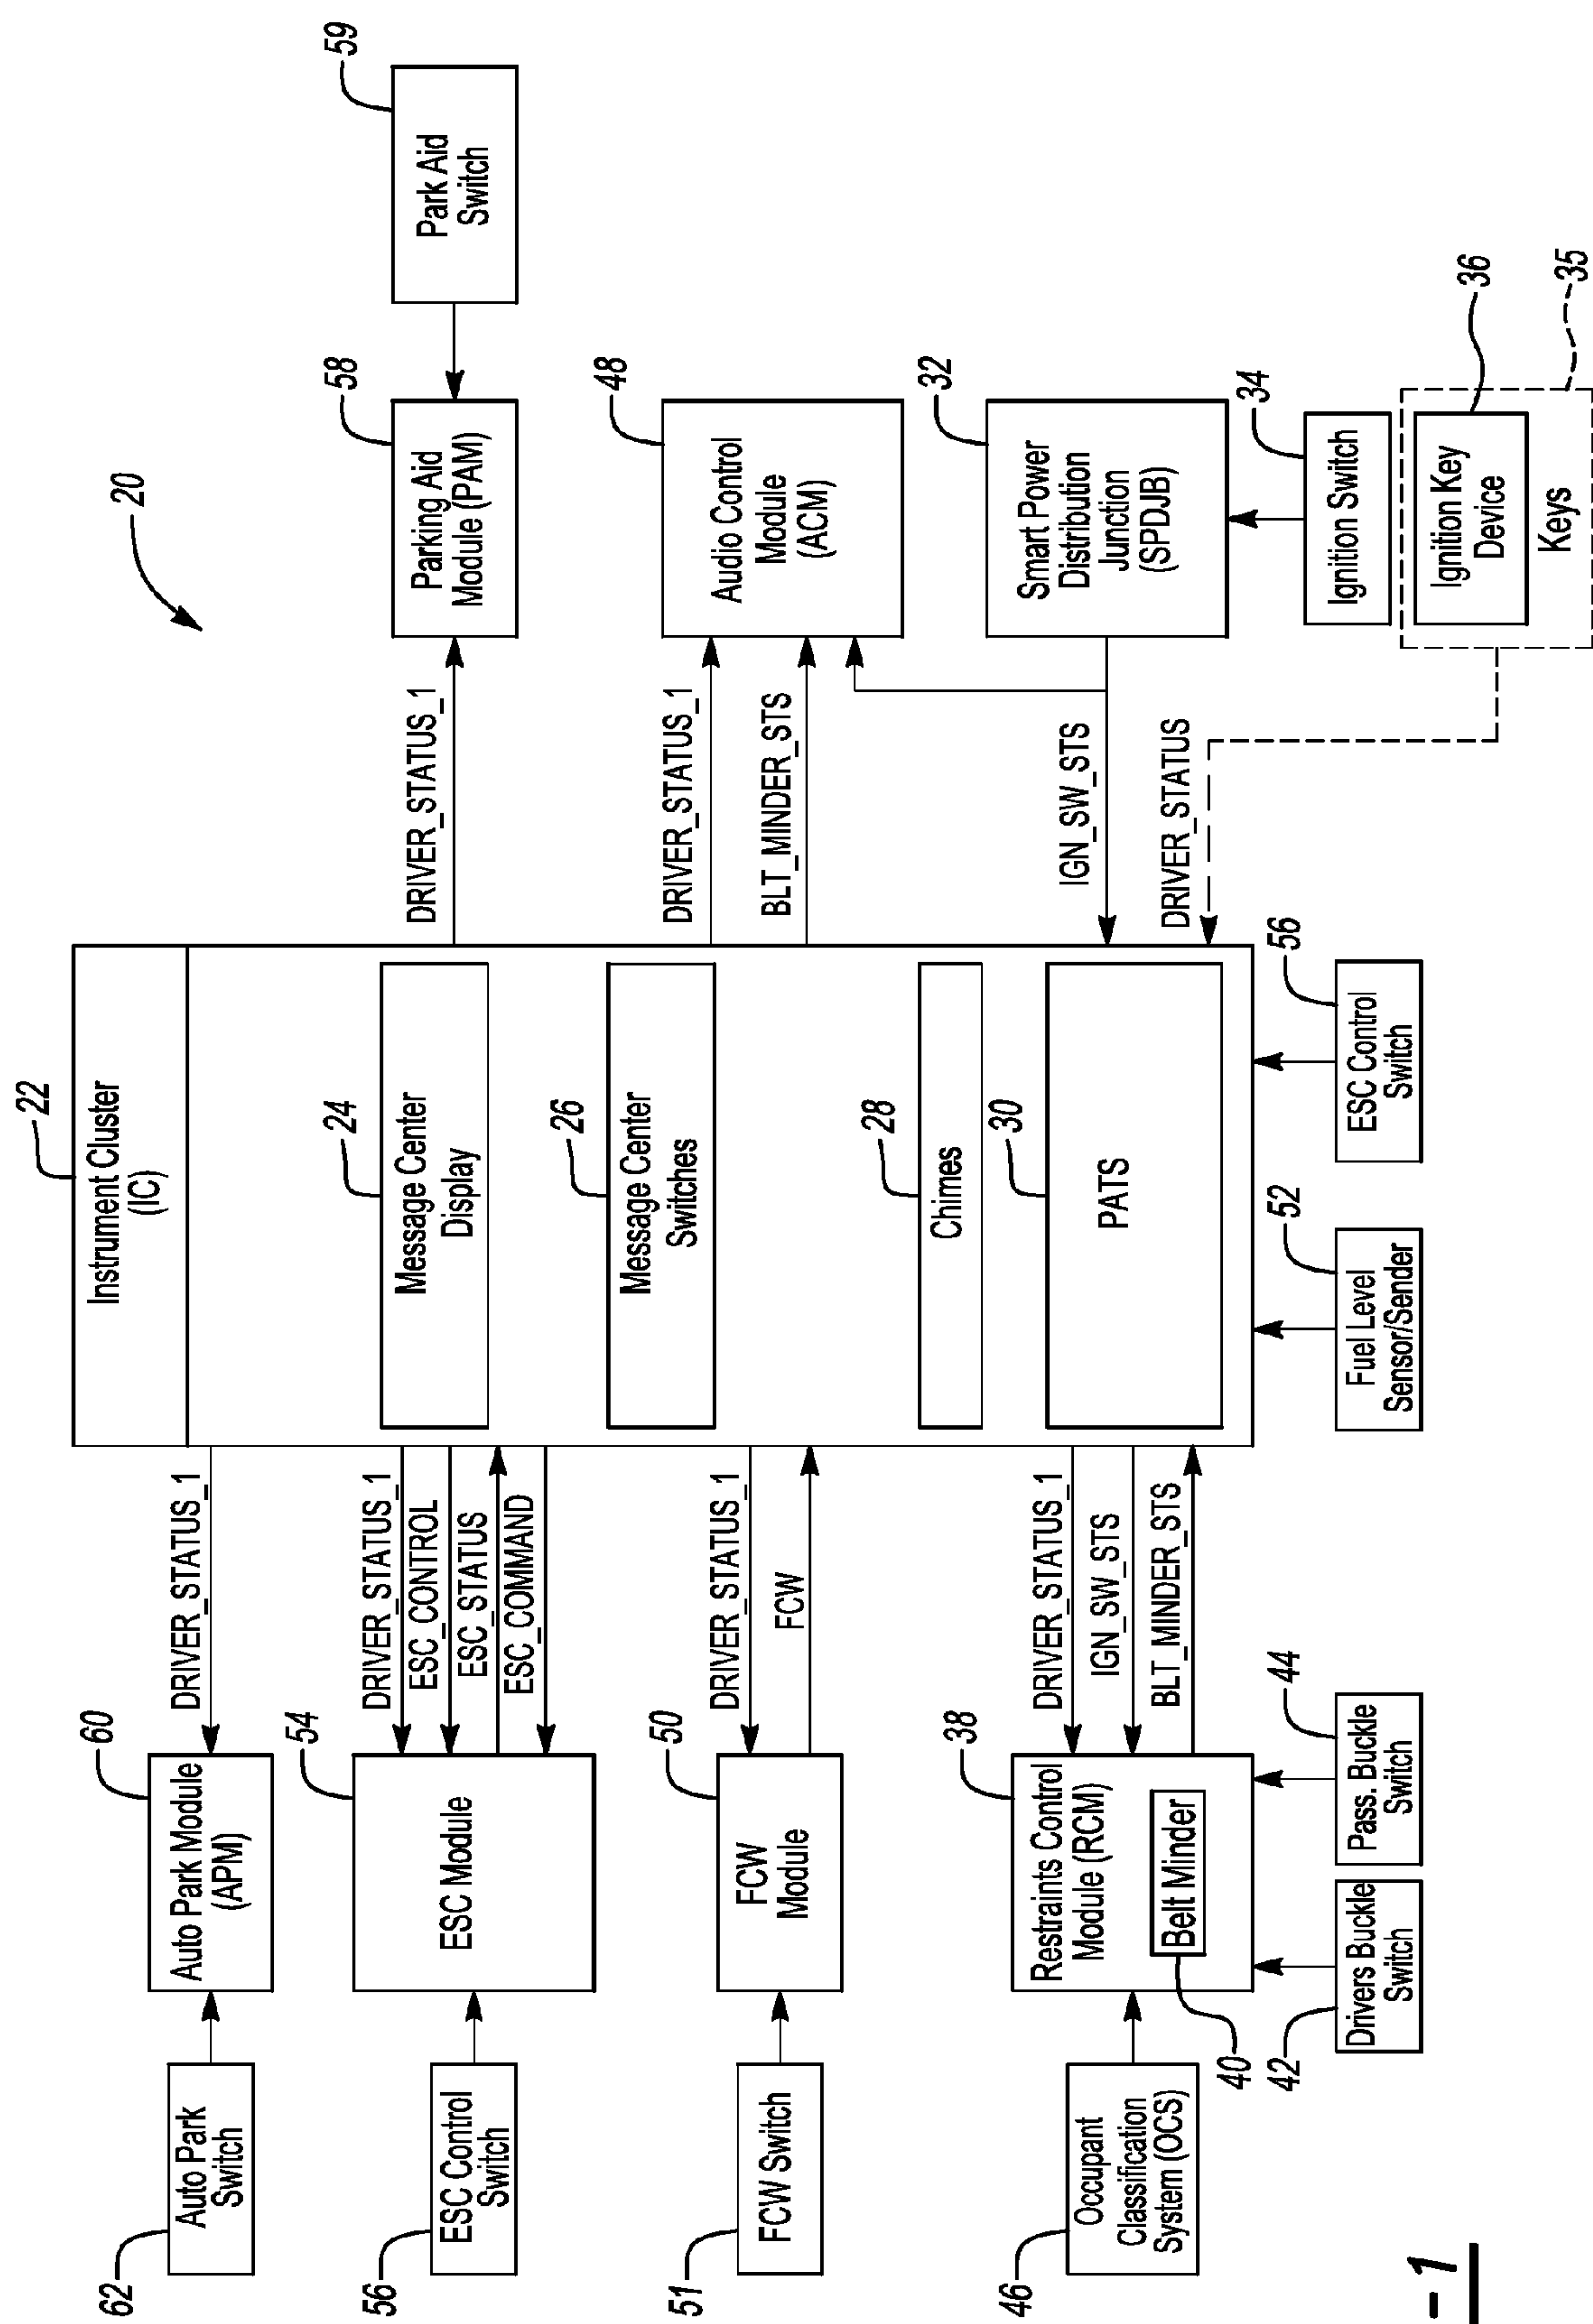 20
22
Instrument Cluster
(IC)
24
Message Center
Display
26
Message Center
Switches
28
Chimes
30
PATS
62
Auto Park
Switch
60
Auto Park Module
(APM)
DRIVER_STATUS_1
56
ESC Control
Switch
54
ESC Module
DRIVER_STATUS_1
ESC_CONTROL
ESC_STATUS
ESC_COMMAND
51
FCW Switch
50
FCW
Module
DRIVER_STATUS_1
FCW
46
Occupant
Classification
System (OCS)
38
Restraints Control
Module (RCM)
Belt Minder
40
DRIVER_STATUS_1
IGN_SW_STS
BLT_MINDER_STS
42
Drivers Buckle
Switch
44
Pass. Buckle
Switch
52
Fuel Level
Sensor/Sender
56
ESC Control
Switch
DRIVER_STATUS_1
58
Parking Aid
Module (PAM)
59
Park Aid
Switch
DRIVER_STATUS_1
BLT_MINDER_STS
48
Audio Control
Module
(ACM)
IGN_SW_STS
DRIVER_STATUS
32
Smart Power
Distribution
Junction
(SPDJB)
34
Ignition Switch
36
Ignition Key
Device
Keys
35
-1